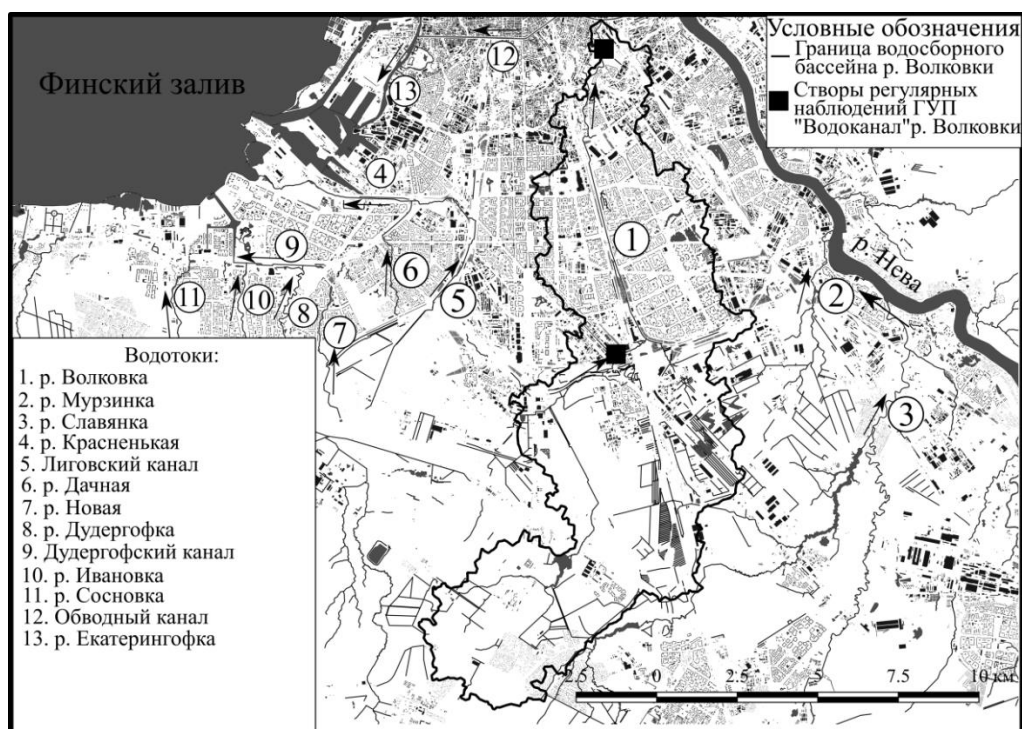 Финский залив
Условные обозначения
Граница водосборного
бассейна р. Волковки
Створы регулярных
наблюдений ГУП
"Водоканал"р. Волковки
12
13
4
9
1
6
р. Нева
11
10
8
5
2
7
3
Водотоки:
1. р. Волковка
2. р. Мурзинка
3. р. Славянка
4. р. Красненькая
5. Лиговский канал
6. р. Дачная
7. р. Новая
8. р. Дудергофка
9. Дудергофский канал
10. р. Ивановка
11. р. Сосновка
12. Обводный канал
13. р. Екатерингофка
2.5 0 2.5 5 7.5 10 км